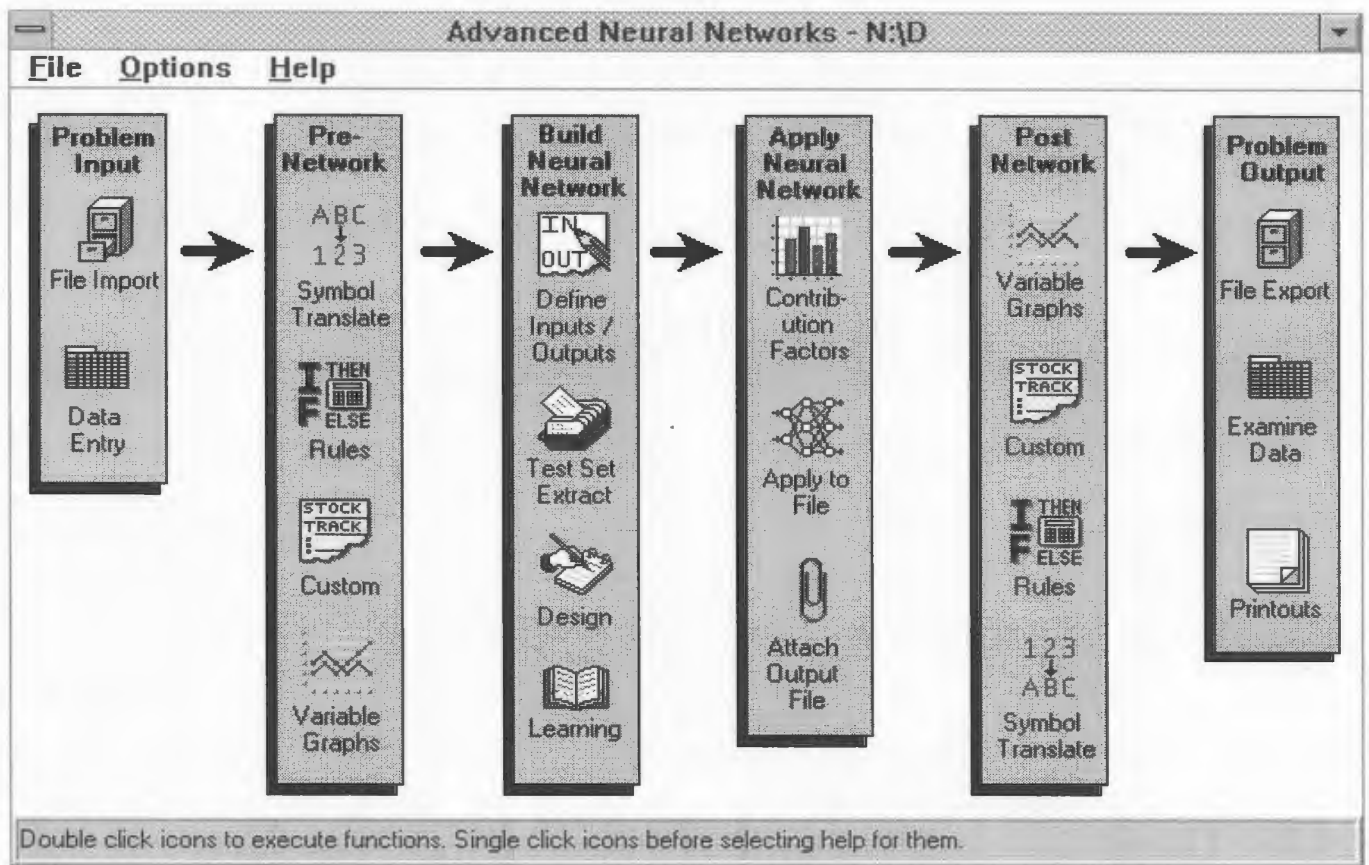 Advanced Neural Networks - N:\D
File Options Help
Problem
Input
File Import
Data
Entry
Pre-
Network
ABC
123
Symbol
Translate
IF THEN
ELSE
Rules
STOCK
TRACK
Custom
Variable
Graphs
Build
Neural
Network
IN
OUT
Define
Inputs /
Outputs
Test Set
Extract
Design
Learning
Apply
Neural
Network
Contrib-
ution
Factors
Apply to
File
Attach
Output
File
Post
Network
Variable
Graphs
STOCK
TRACK
Custom
IF THEN
ELSE
Rules
123
ABC
Symbol
Translate
Problem
Output
File Export
Examine
Data
Printouts
Double click icons to execute functions. Single click icons before selecting help for them.